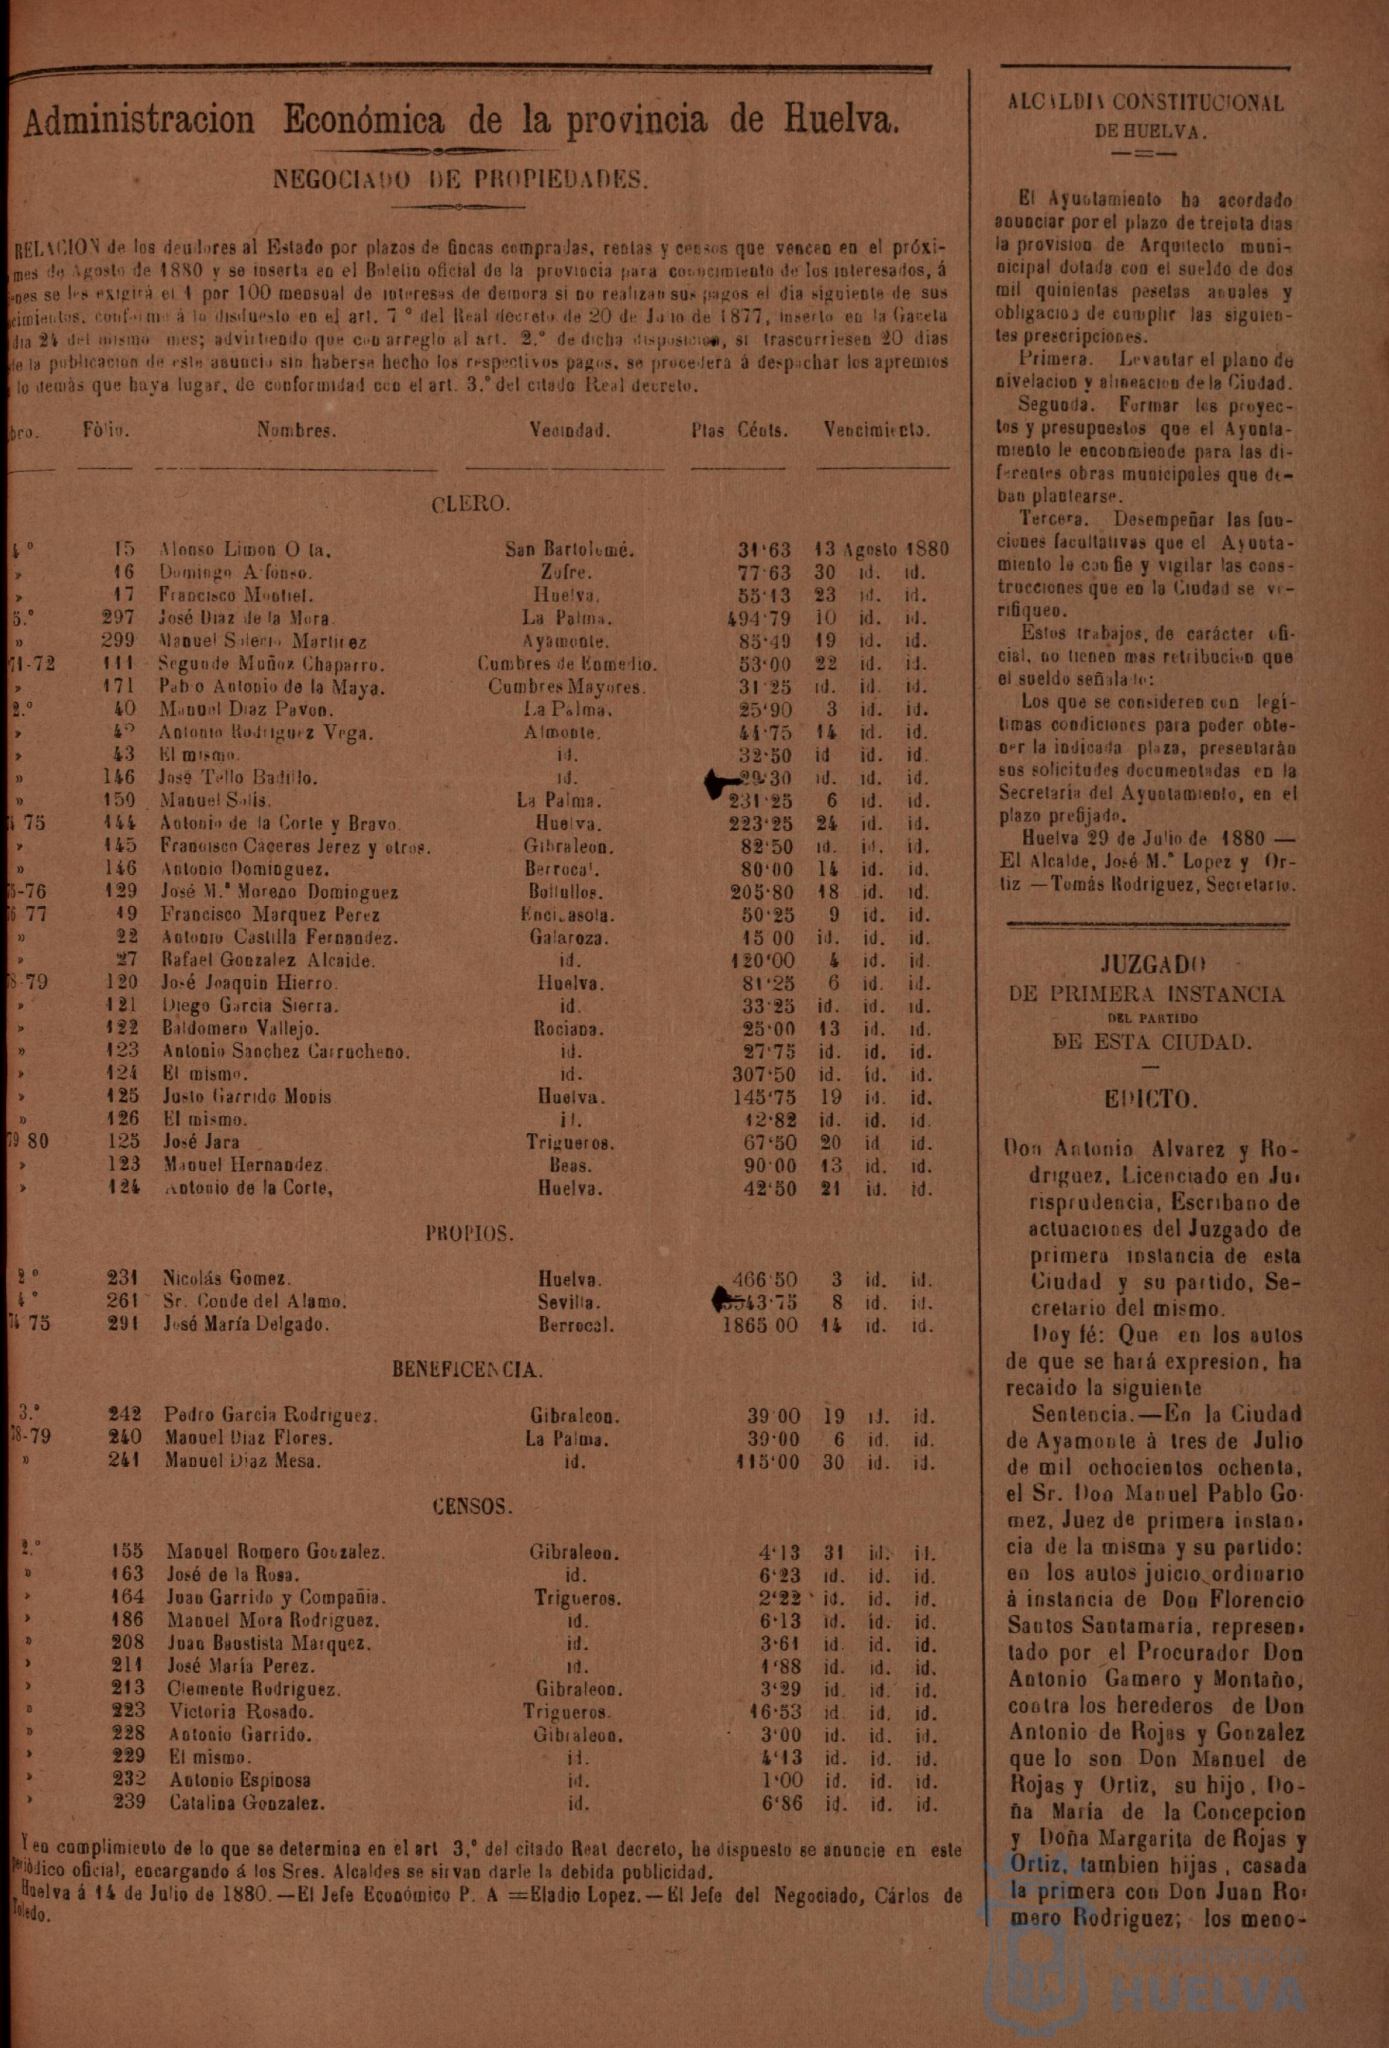 Administracion Económica de la provincia de Huelva.
NEGOCIADO DE PROPIEDADES.
RELACION de los deudores al Estado por plazos de fincas compradas, rentas y censos que vencen en el próxi-
mes de Agosto de 1880 y se inserta en el Boletin oficial de la provincia para conocimiento de los interesados, á
nes se les exigirá el 1 por 100 mensual de intereses de demora si no realizan sus pagos el dia siguiente de sus
cimientos, conforme á lo disduesto en el art. 7º del Real decreto de 20 de Julio de 1877, inserto en la Gaceta
dia 24 del mismo mes; advirtiendo que con arreglo al art. 2.º de dicha disposicion, si trascurriesen 20 dias
de la publicacion de este anuncio sin haberse hecho los respectivos pagos, se procederá á despachar los apremios
lo demás que haya lugar, de conformidad con el art. 3.º del citado Real decreto.
bro. Fólio. Nombres. Vecindad. Ptas Cénts. Vencimiento.
CLERO.
4º 15 Alonso Limon O ta, San Bartolomé. 31‘63 13 Agosto 1880
» 16 Domingo A fonso. Zufre. 77‘63 30 id. id.
» 17 Francisco Montiel. Huelva. 55‘13 23 id. id.
5.º 297 José Diaz de la Mora. La Palma. 494‘79 10 id. id.
» 299 Manuel Martinez Ayamonte. 85‘49 19 id. id.
71-72 111 Segundo Muñoz Chaparro. Cumbres de Enmedio. 53‘00 22 id. id.
» 171 Pab o Antonio de la Maya. Cumbres Mayores. 31 25 id. id. id.
2.º 40 Manuel Diaz Pavon. La Palma. 25‘90 3 id. id.
» Antonio Rodriguez Vega. Almonte. 41‘75 14 id. id.
» 43 El mismo. id. 32‘50 id id. id.
» 146 José Tello Badillo. id. 29‘30 id. id. id.
» 159 Manuel Solís. La Palma. 231‘25 6 id. id.
75 144 Antonio de la Corte y Bravo. Huelva. 223‘25 24 id. id.
» 145 Francisco Cáceres Jerez y otros. Gibraleon. 82‘50 id. id. id.
» 146 Antonio Dominguez. Berrocal. 80‘00 14 id. id.
75-76 129 José M.ª Moreno Dominguez Bollullos. 205‘80 18 id. id.
76 77 19 Francisco Marquez Perez Encinasola. 50‘25 9 id. id.
» 22 Antonio Castilla Fernandez. Galaroza. 15 00 id. id. id.
» 27 Rafael Gonzalez Alcaide. id. 120‘00 4 id. id.
78-79 120 José Joaquin Hierro. Huelva. 81‘25 6 id. id.
» 121 Diego Garcia Sierra. id. 33‘25 id. id. id.
» 122 Baldomero Vallejo. Rociana. 25‘00 13 id. id.
» 123 Antonio Sanchez Carrucheno. id. 27‘75 id. id. id.
» 124 El mismo. id. 307‘50 id. id. id.
» 125 Justo Garrido Monis Huelva. 145‘75 19 id. id.
» 126 El mismo. id. 12‘82 id. id. id.
79 80 125 José Jara Trigueros. 67‘50 20 id id.
» 123 Manuel Hernandez. Beas. 90‘00 13 id. id.
» 124 Antonio de la Corte, Huelva. 42‘50 21 id. id.
PROPIOS.
2º 231 Nicolás Gomez. Huelva. 466‘50 3 id. id.
4º 261 Sr. Conde del Alamo. Sevilla. 8 id. id.
74 75 291 José María Delgado. Berrocal. 1865 00 14 id. id.
BENEFICENCIA.
3.º 242 Pedro Garcia Rodriguez. Gibraleon. 39 00 19 id. id.
78-79 240 Manuel Diaz Flores. La Palma. 39‘00 6 id. id.
» 241 Manuel Diaz Mesa. id. 115‘00 30 id. id.
CENSOS.
2.º 155 Manuel Romero Gonzalez. Gibraleon. 4‘13 31 id. id.
» 163 José de la Rosa. id. 6‘23 id. id. id.
» 164 Juan Garrido y Compañia. Trigueros. 2‘22 id. id. id.
» 186 Manuel Mora Rodriguez. id. 6‘13 id. id. id.
» 208 Juan Baustista Marquez. id. 3‘61 id. id. id.
» 211 José María Perez. id. 1‘88 id. id. id.
» 213 Clemente Rodriguez. Gibraleon. 3‘29 id. id. id.
» 223 Victoria Rosado. Trigueros. 16‘53 id. id. id.
» 228 Antonio Garrido. Gibraleon. 3‘00 id. id. id.
» 229 El mismo. id. 4‘13 id. id. id.
» 232 Antonio Espinosa id. 1‘00 id. id. id.
» 239 Catalina Gonzalez. id. 6‘86 id. id. id.
Y en complimiento de lo que se determina en el art 3.º del citado Real decreto, he dispuesto se anuncie en este
Periódico oficial, encargando á los Sres. Alcaldes se sirvan darle la debida publicidad.
Huelva á 14 de Julio de 1880.—El Jefe Económico P. A =Eladio Lopez.—El Jefe del Negociado, Cárlos de
Toledo.
ALCALDIA CONSTITUCIONAL
DE HUELVA.
El Ayuntamiento ha acordado
anunciar por el plazo de treinta dias
la provision de Arquitecto muni-
nicipal dotada con el sueldo de dos
mil quinientas pesetas anuales y
obligacion de cumplir las siguien-
tes prescripciones.
Primera. Levantar el plano de
nivelacion y alineacion de la Ciudad.
Segunda. Formar los proyec-
tos y presupuestos que el Ayunta-
miento le enconmiende para las di-
ferentes obras municipales que de-
ban plantearse.
Tercera. Desempeñar las fun-
ciones facultativas que el Ayunta-
miento le confie y vigilar las cons-
trucciones que en la Ciudad se ve-
rifiquen.
Estos trabajos, de carácter ofi-
cial, no tienen mas retribucion que
el sueldo señalado:
Los que se consideren con legí-
timas condiciones para poder obte-
ner la indicada plaza, presentarán
sus solicitudes documentadas en la
Secretaría del Ayuntamiento, en el
plazo prefijado.
Huelva 29 de Julio de 1880 —
El Alcalde, José M.ª Lopez y Or-
tiz —Tomás Rodriguez, Secretario.
JUZGADO
DE PRIMERA INSTANCIA
DEL PARTIDO
DE ESTA CIUDAD.
EDICTO.
Don Antonio Alvarez y Ro-
driguez, Licenciado en Ju-
risprudencia, Escribano de
actuaciones del Juzgado de
primera instancia de esta
Ciudad y su partido, Se-
cretario del mismo.
Doy fé: Que en los autos
de que se hará expresion, ha
recaido la siguiente
Sentencia.—En la Ciudad
de Ayamonte à tres de Julio
de mil ochocientos ochenta,
el Sr. Don Manuel Pablo Go-
mez, Juez de primera instan-
cia de la misma y su partido:
en los autos juicio ordinario
à instancia de Don Florencio
Santos Santamaría, represen-
tado por el Procurador Don
Antonio Gamero y Montaño,
contra los herederos de Don
Antonio de Rojas y Gonzalez
que lo son Don Manuel de
Rojas y Ortiz, su hijo, Do-
ña María de la Concepcion
y Doña Margarita de Rojas y
Ortiz, tambien hijas, casada
la primera con Don Juan Ro-
mero Rodriguez; los meno-
Ayuntamiento de
HUELVA